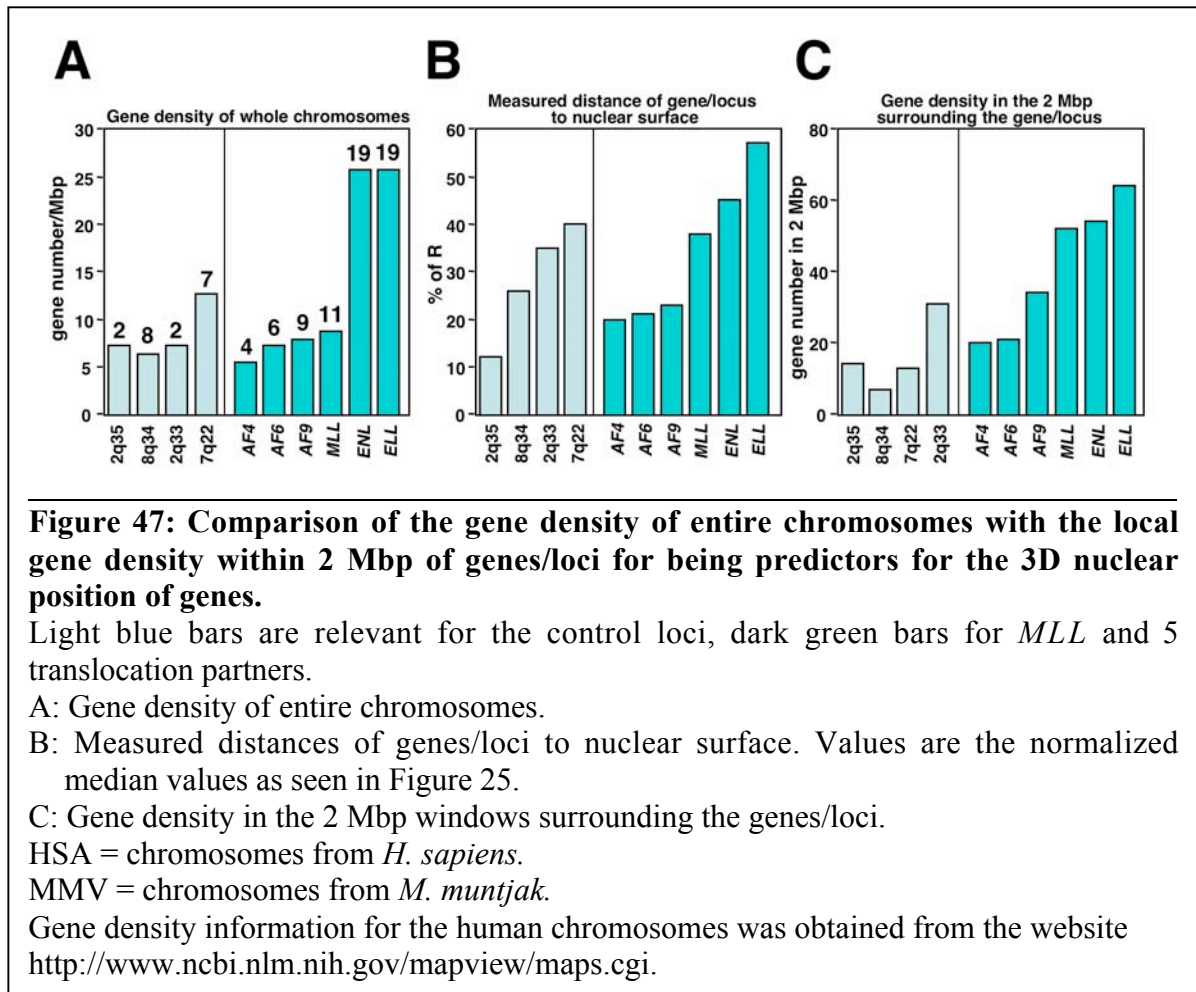 A
B
C
Gene density of whole chromosomes
Measured distance of gene/locus
to nuclear surface
Gene density in the 2 Mbp
surrounding the gene/locus
gene number/Mbp
30
25
20
15
10
5
0
2
8
2
7
4
6
9
11
19
19
2q35
8q34
2q33
7q22
AF4
AF6
AF9
MLL
ENL
ELL
% of R
60
50
40
30
20
10
0
2q35
8q34
2q33
7q22
AF4
AF6
AF9
MLL
ENL
ELL
gene number in 2 Mbp
80
60
40
20
0
2q35
8q34
7q22
2q33
AF4
AF6
AF9
MLL
ENL
ELL
Figure 47: Comparison of the gene density of entire chromosomes with the local
gene density within 2 Mbp of genes/loci for being predictors for the 3D nuclear
position of genes.
Light blue bars are relevant for the control loci, dark green bars for MLL and 5
translocation partners.
A: Gene density of entire chromosomes.
B: Measured distances of genes/loci to nuclear surface. Values are the normalized
median values as seen in Figure 25.
C: Gene density in the 2 Mbp windows surrounding the genes/loci.
HSA = chromosomes from H. sapiens.
MMV = chromosomes from M. muntjak.
Gene density information for the human chromosomes was obtained from the website
http://www.ncbi.nlm.nih.gov/mapview/maps.cgi.